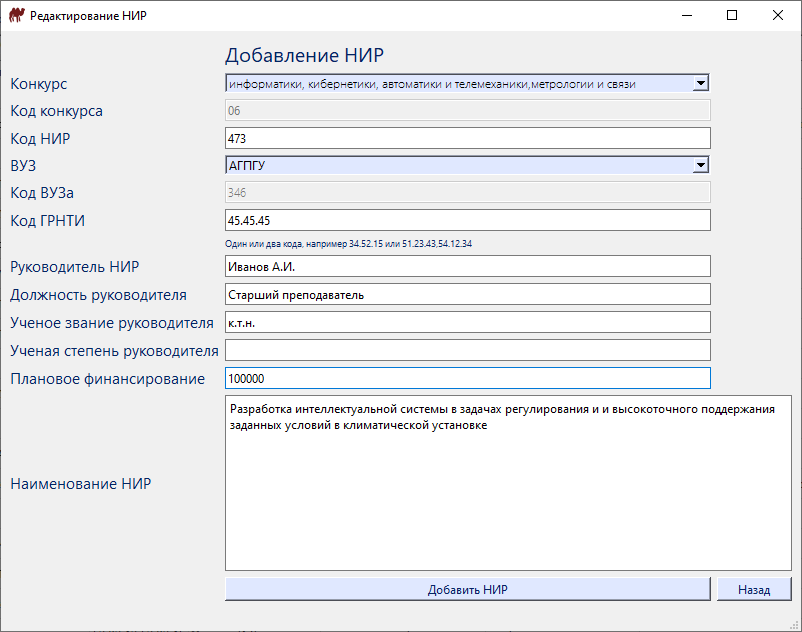 Редактирование НИР
Добавление НИР
Конкурс
информатики, кибернетики, автоматики и телемеханики,метрологии и связи
Код конкурса
06
Код НИР
473
ВУЗ
АГПГУ
Код ВУЗа
346
Код ГРНТИ
45.45.45
Один или два кода, например 34.52.15 или 51.23.43,54.12.34
Руководитель НИР
Иванов А.И.
Должность руководителя
Старший преподаватель
Ученое звание руководителя
к.т.н.
Ученая степень руководителя
Плановое финансирование
100000
Наименование НИР
Разработка интеллектуальной системы в задачах регулирования и и высокоточного поддержания
заданных условий в климатической установке
Добавить НИР
Назад